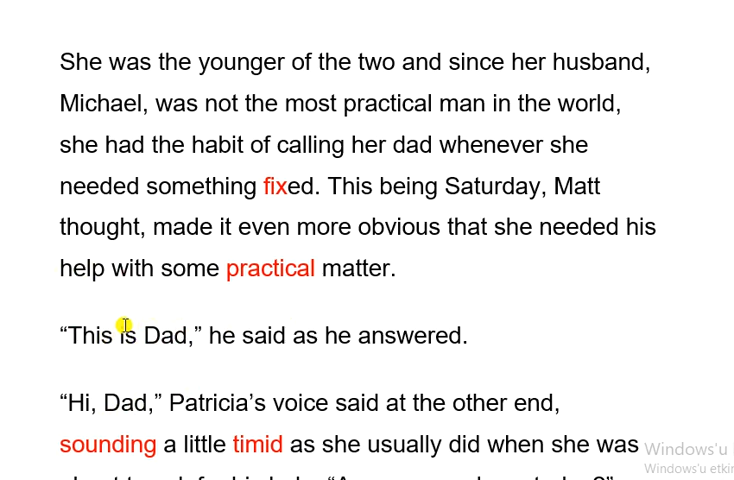 She was the younger of the two and since her husband,
Michael, was not the most practical man in the world,
she had the habit of calling her dad whenever she
needed something fixed. This being Saturday, Matt
thought, made it even more obvious that she needed his
help with some practical matter.
“This is Dad,” he said as he answered.
“Hi, Dad,” Patricia’s voice said at the other end,
sounding a little timid as she usually did when she was
Windows'u
Windows'u etkir